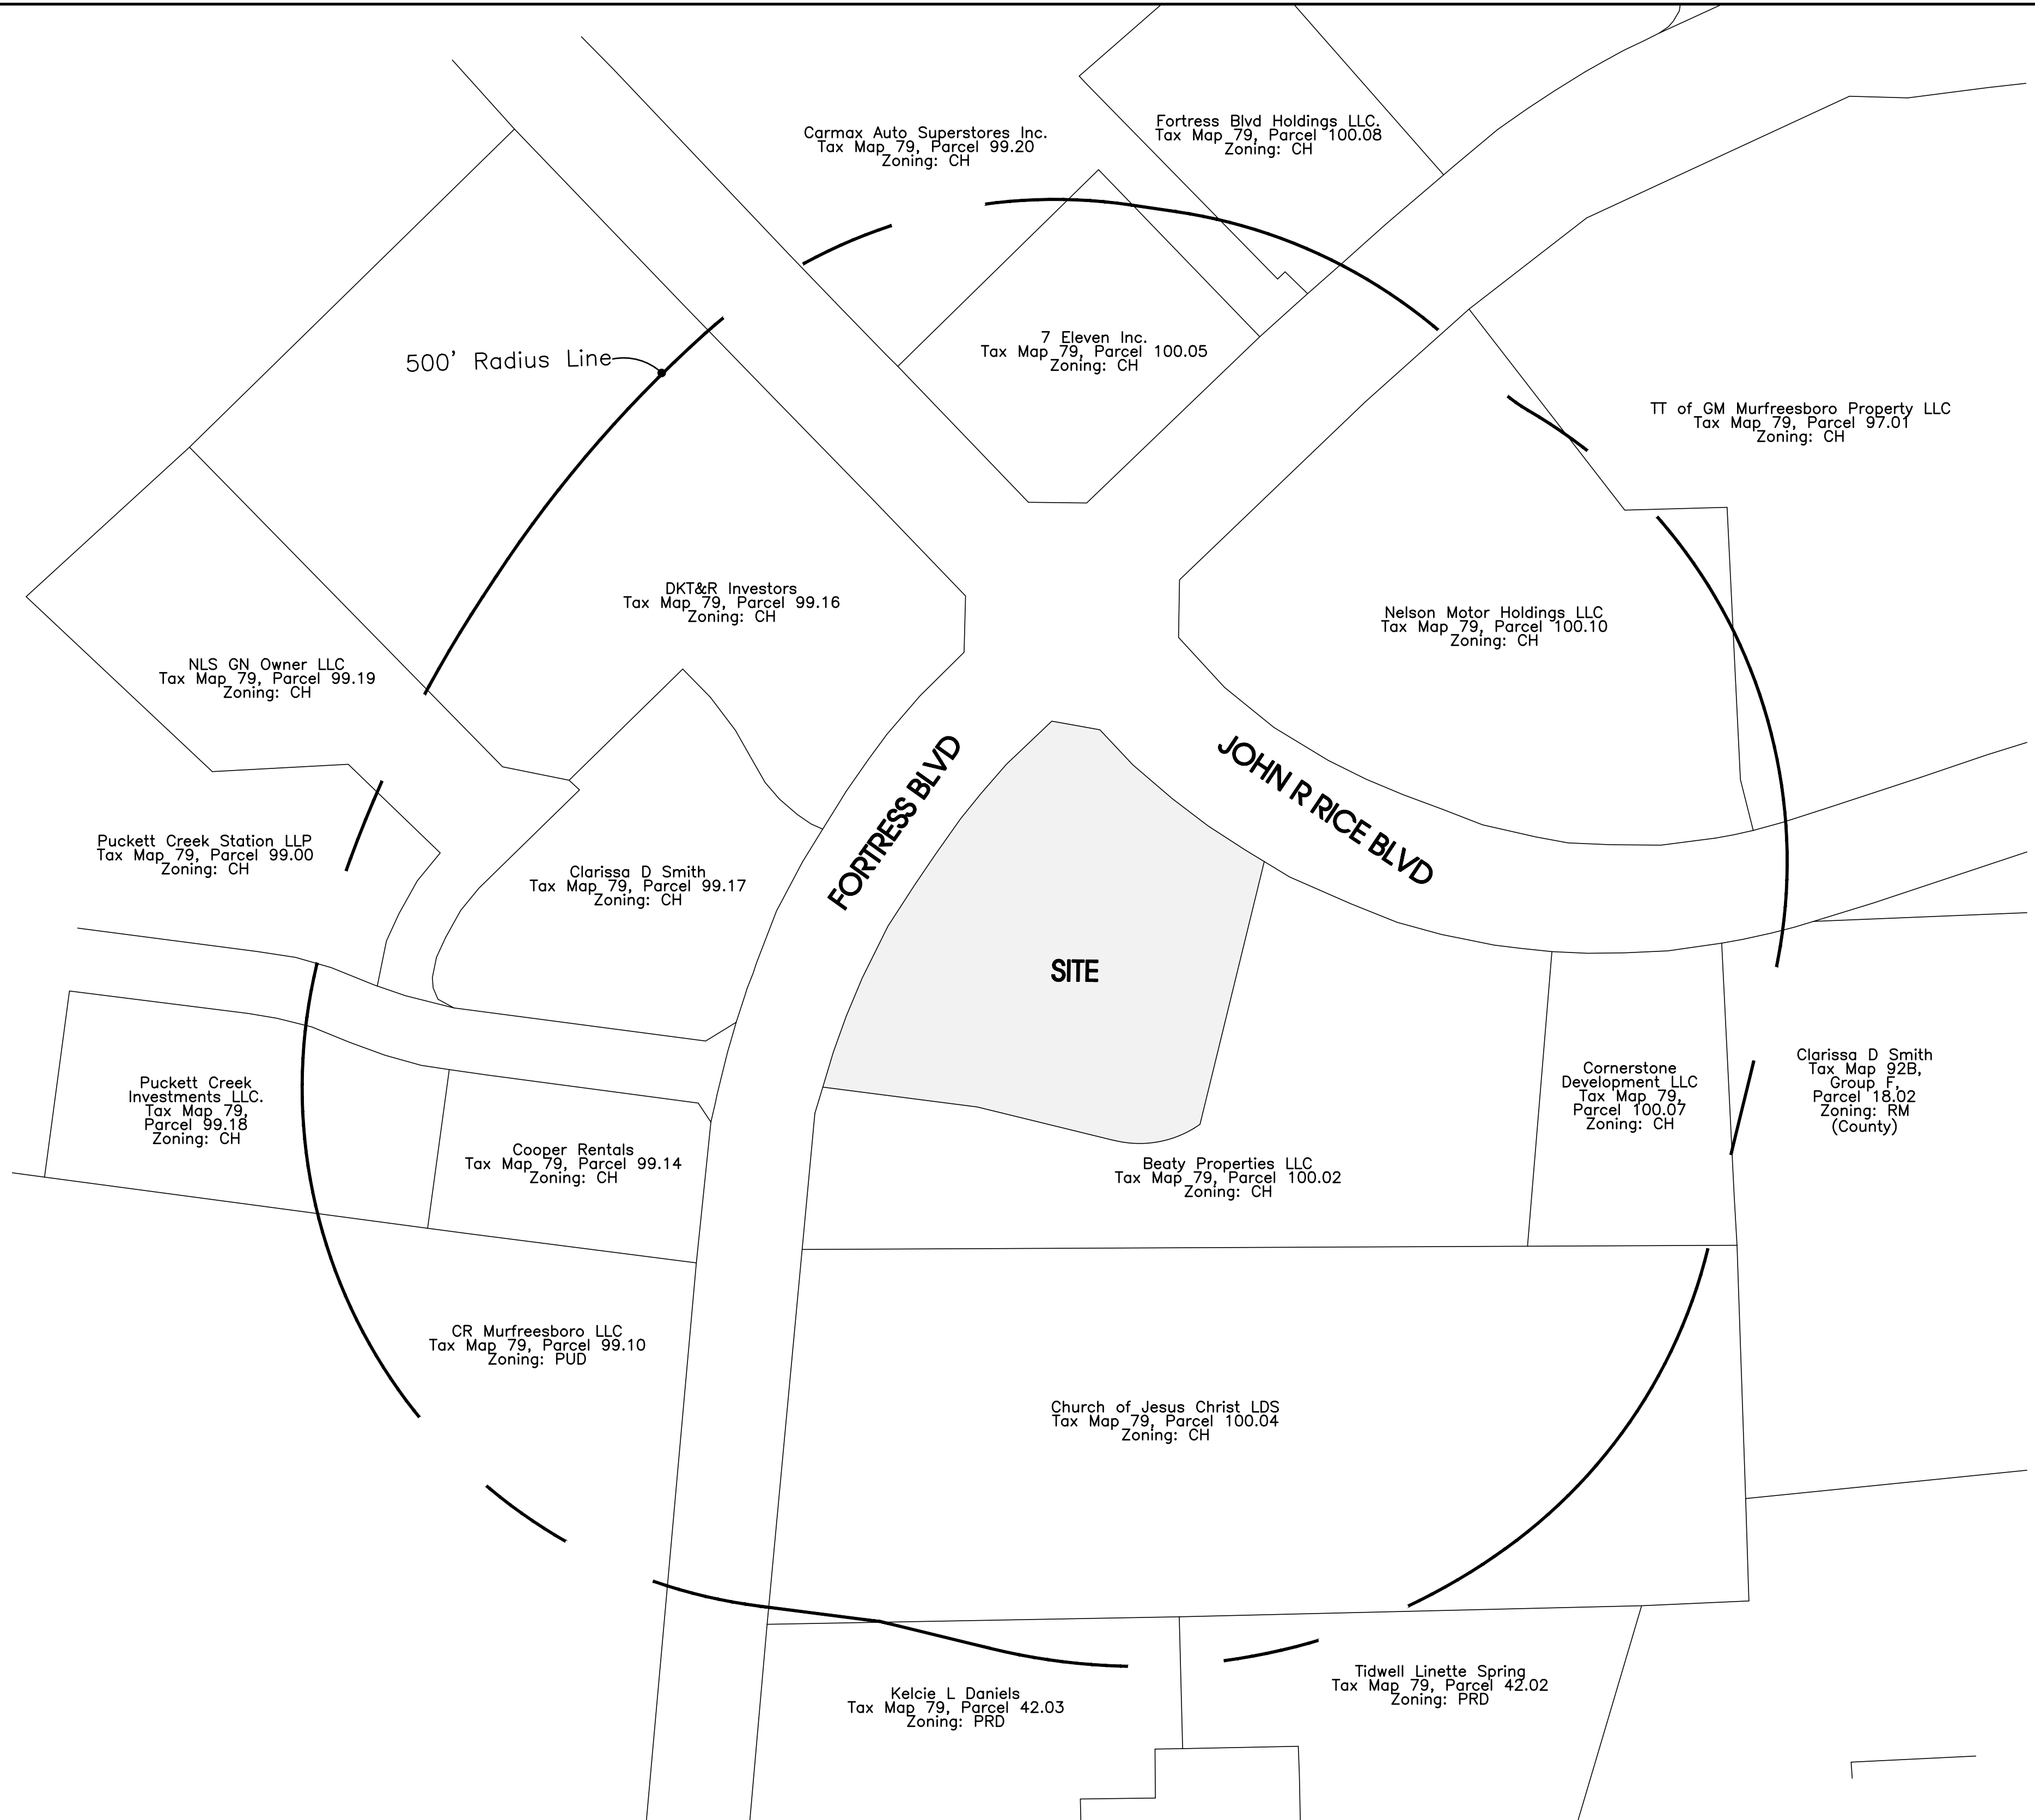 Carmax Auto Superstores Inc.
Tax Map 79, Parcel 99.20
Zoning: CH
Fortress Blvd Holdings LLC.
Tax Map 79, Parcel 100.08
Zoning: CH
7 Eleven Inc.
Tax Map 79, Parcel 100.05
Zoning: CH
500' Radius Line
TT of GM Murfreesboro Property LLC
Tax Map 79, Parcel 97.01
Zoning: CH
DKT&R Investors
Tax Map 79, Parcel 99.16
Zoning: CH
Nelson Motor Holdings LLC
Tax Map 79, Parcel 100.10
Zoning: CH
NLS GN Owner LLC
Tax Map 79, Parcel 99.19
Zoning: CH
FORTRESS BLVD
JOHN R RICE BLVD
Puckett Creek Station LLP
Tax Map 79, Parcel 99.00
Zoning: CH
Clarissa D Smith
Tax Map 79, Parcel 99.17
Zoning: CH
SITE
Puckett Creek
Investments LLC.
Tax Map 79,
Parcel 99.18
Zoning: CH
Cooper Rentals
Tax Map 79, Parcel 99.14
Zoning: CH
Beaty Properties LLC
Tax Map 79, Parcel 100.02
Zoning: CH
Cornerstone
Development LLC
Tax Map 79,
Parcel 100.07
Zoning: CH
Clarissa D Smith
Tax Map 92B,
Group F,
Parcel 18.02
Zoning: RM
(County)
CR Murfreesboro LLC
Tax Map 79, Parcel 99.10
Zoning: PUD
Church of Jesus Christ LDS
Tax Map 79, Parcel 100.04
Zoning: CH
Kelcie L Daniels
Tax Map 79, Parcel 42.03
Zoning: PRD
Tidwell Linette Spring
Tax Map 79, Parcel 42.02
Zoning: PRD